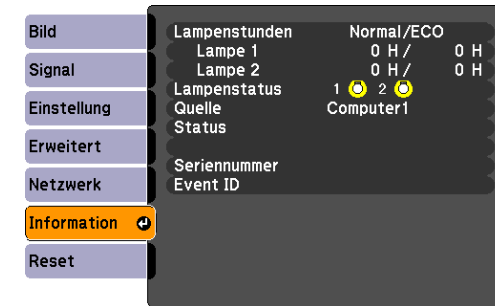 Bild
Signal
Einstellung
Erweitert
Netzwerk
Information
Reset
Lampenstunden Normal/ECO
Lampe 1 0 H/ 0 H
Lampe 2 0 H/ 0 H
Lampenstatus 1 2
Quelle Computer1
Status
Seriennummer
Event ID